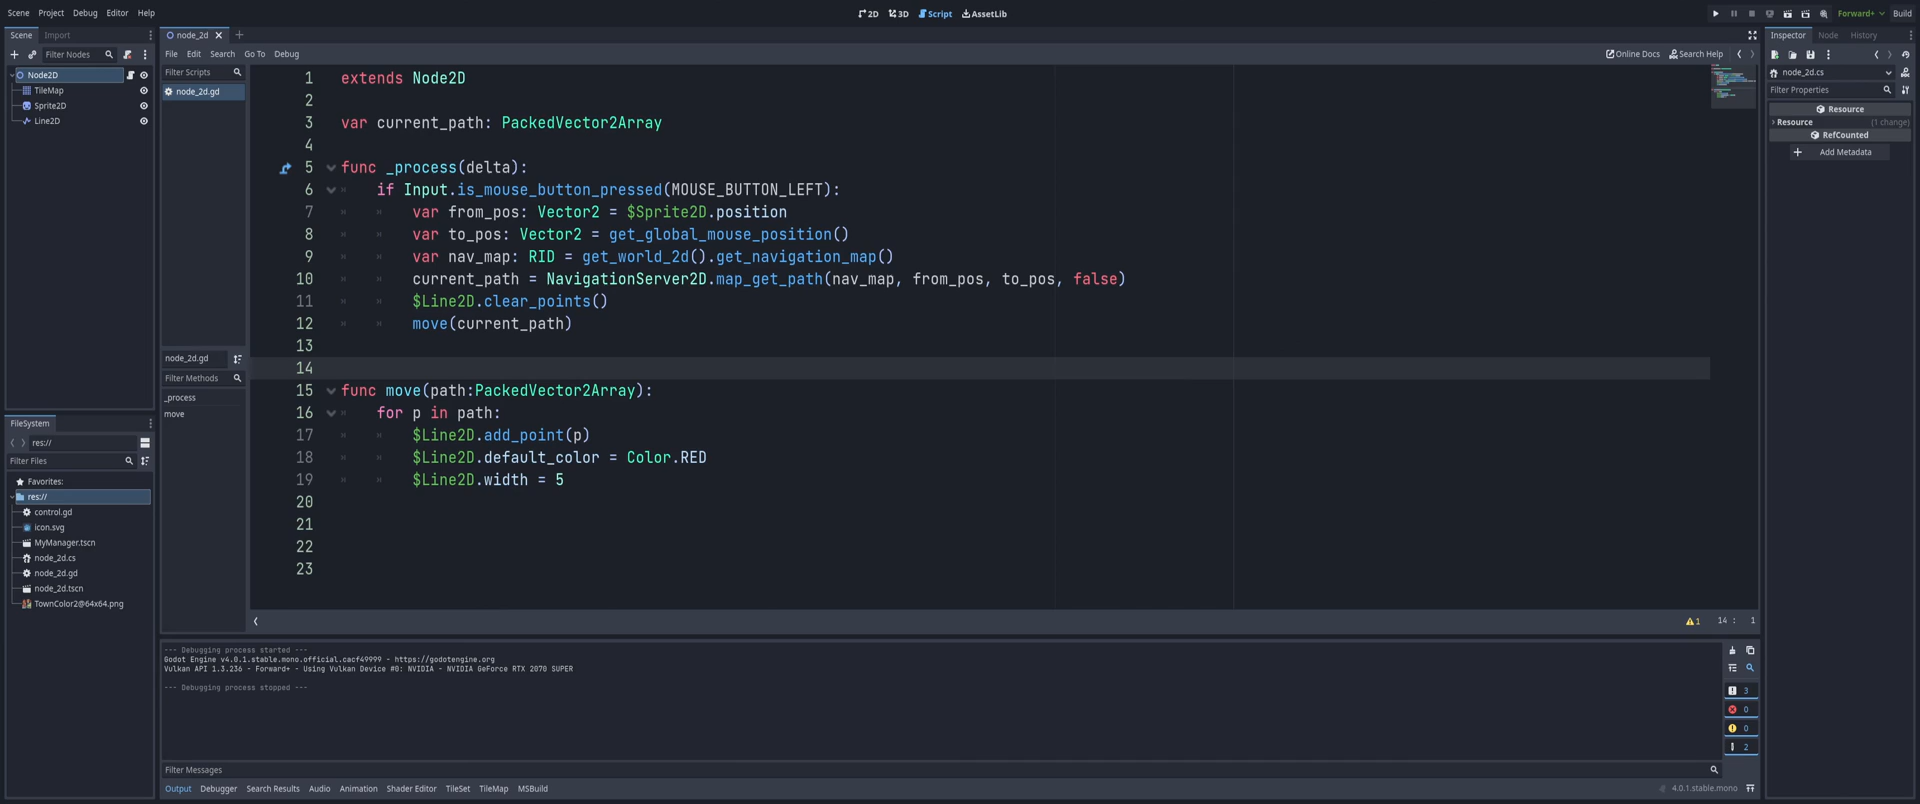 Scene Project Debug Editor Help
2D 3D Script AssetLib
Forward+ Build
Scene Import
Filter Nodes
Node2D
TileMap
Sprite2D
Line2D
FileSystem
res://
Filter Files
Favorites:
res://
control.gd
icon.svg
MyManager.tscn
node_2d.cs
node_2d.gd
node_2d.tscn
TownColor2@64x64.png
node_2d
File Edit Search Go To Debug
Online Docs Search Help
Filter Scripts
node_2d.gd
node_2d.gd
Filter Methods
_process
move
1 extends Node2D
2
3 var current_path: PackedVector2Array
4
5 func _process(delta):
6 if Input.is_mouse_button_pressed(MOUSE_BUTTON_LEFT):
7 var from_pos: Vector2 = $Sprite2D.position
8 var to_pos: Vector2 = get_global_mouse_position()
9 var nav_map: RID = get_world_2d().get_navigation_map()
10 current_path = NavigationServer2D.map_get_path(nav_map, from_pos, to_pos, false)
11 $Line2D.clear_points()
12 move(current_path)
13
14
15 func move(path:PackedVector2Array):
16 for p in path:
17 $Line2D.add_point(p)
18 $Line2D.default_color = Color.RED
19 $Line2D.width = 5
20
21
22
23
1 14 : 1
--- Debugging process started ---
Godot Engine v4.0.1.stable.mono.official.cacf49999 - https://godotengine.org
Vulkan API 1.3.236 - Forward+ - Using Vulkan Device #0: NVIDIA - NVIDIA GeForce RTX 2070 SUPER
--- Debugging process stopped ---
3
0
0
2
Filter Messages
Output Debugger Search Results Audio Animation Shader Editor TileSet TileMap MSBuild
4.0.1.stable.mono
Inspector Node History
node_2d.cs
Filter Properties
Resource
Resource (1 change)
RefCounted
Add Metadata